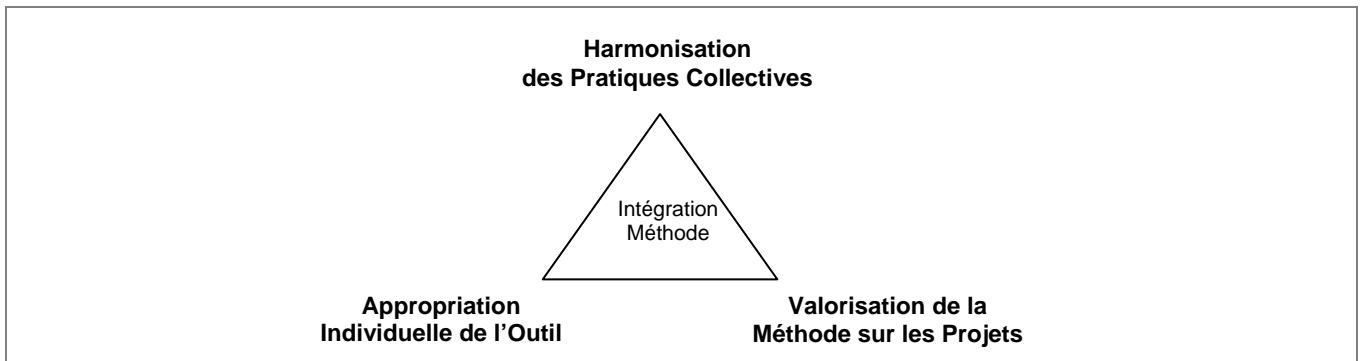 Harmonisation
des Pratiques Collectives
Intégration
Méthode
Appropriation
Individuelle de l’Outil
Valorisation de la
Méthode sur les Projets